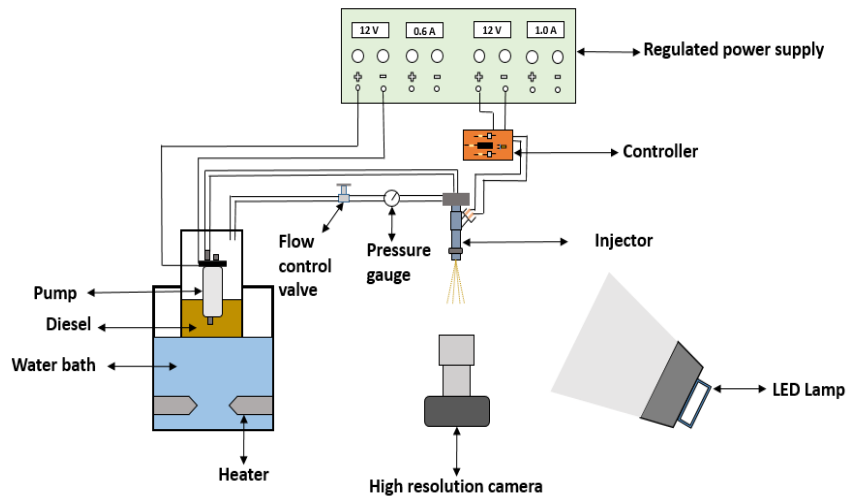 12 V
0.6 A
12 V
1.0 A
Regulated power supply
Controller
Flow
control
valve
Pressure
gauge
Injector
Pump
Diesel
Water bath
LED Lamp
Heater
High resolution camera